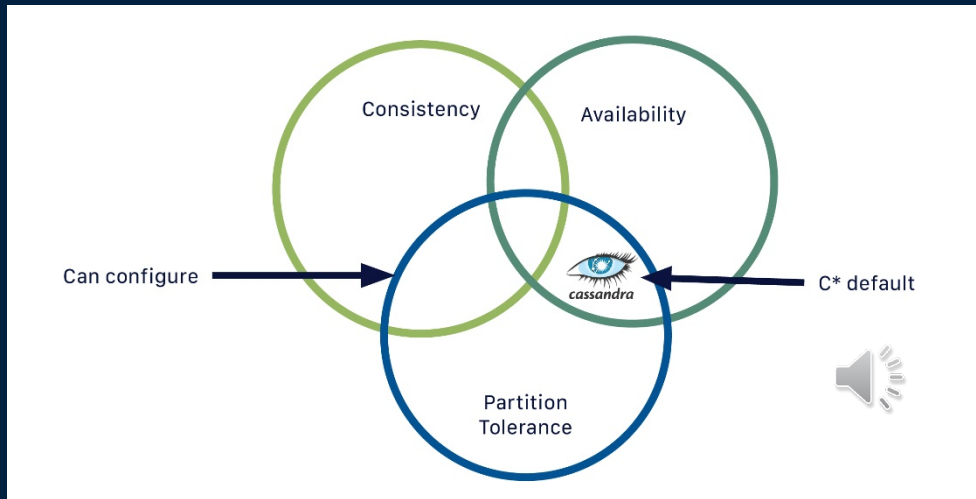 Consistency
Availability
Can configure
cassandra
C* default
Partition
Tolerance